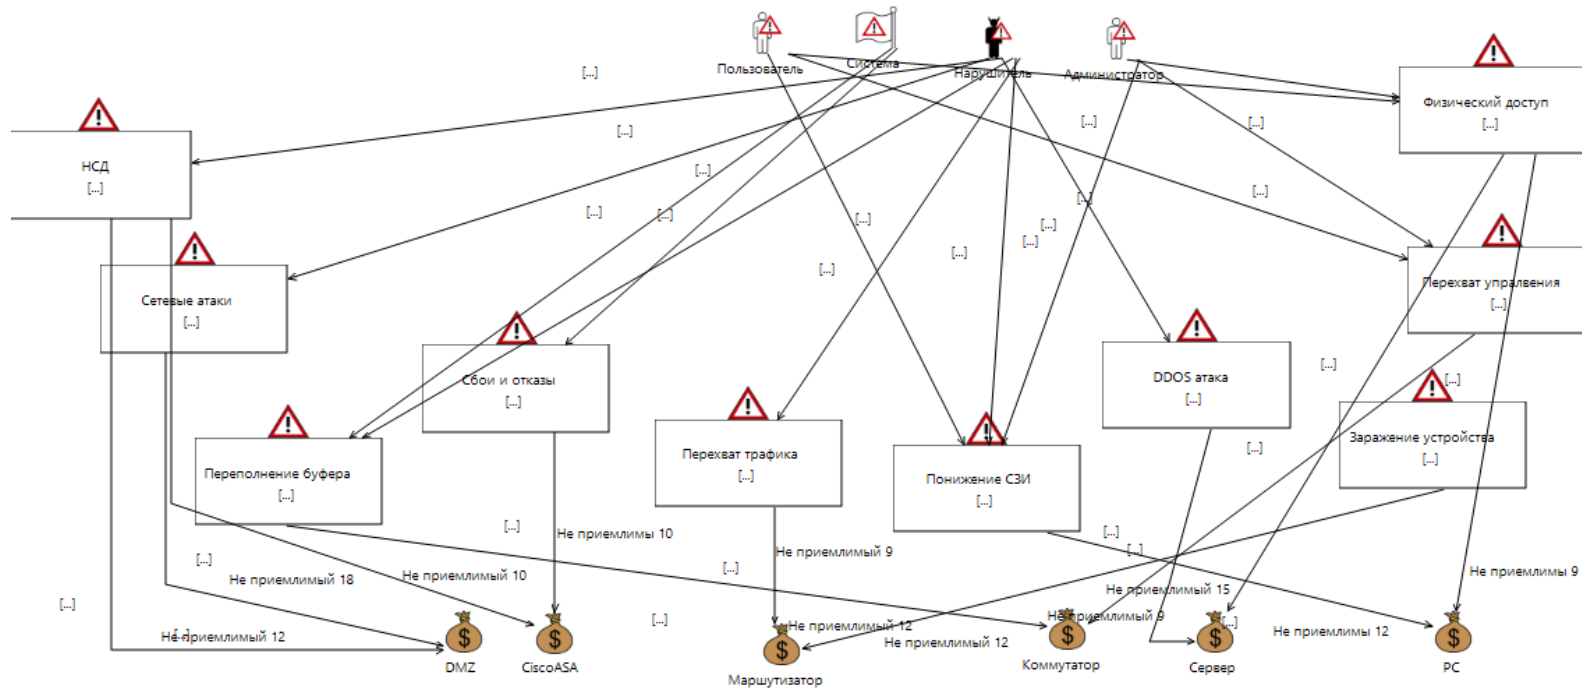 Пользователь
Система
Нарушитель
Администратор
[...]
Физический доступ
[...]
[...]
[...]
[...]
[...]
НСД
[...]
[...]
[...]
[...]
[...]
[...]
[...]
[...]
[...]
[...]
[...]
[...]
Сетевые атаки
[...]
Перехват упралвения
[...]
Сбои и отказы
[...]
DDOS атака
[...]
[...]
[...]
Переполнение буфера
[...]
Перехват трафика
[...]
Понижение СЗИ
[...]
Заражение устройства
[...]
[...]
[...]
Не приемлимы 10
Не приемлимый 9
[...]
[...]
[...]
Не приемлимый 18
Не приемлимый 10
[...]
Не приемлимый 15
Не приемлимы 9
[...]
[...]
Не приемлимый 12
[...]
Не приемлимый 12
Не приемлимый 12
Не приемлимый 9
[...]
Не приемлимы 12
DMZ
CiscoASA
Маршутизатор
Коммутатор
Сервер
PC